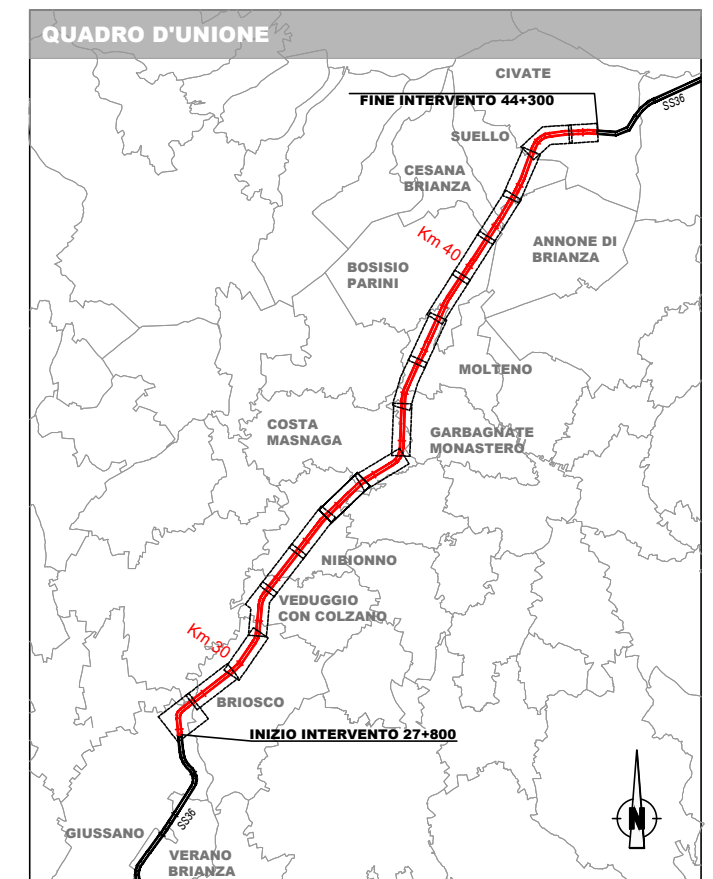 QUADRO D'UNIONE
CIVATE
FINE INTERVENTO 44+300
SS36
SUELLO
CESANA
BRIANZA
Km 40
ANNONE DI
BRIANZA
BOSISIO
PARINI
MOLTENO
COSTA
MASNAGA
GARBAGNATE
MONASTERO
NIBIONNO
VEDUGGIO
CON COLZANO
Km 30
BRIOSCO
INIZIO INTERVENTO 27+800
SS36
GIUSSANO
VERANO
BRIANZA
N